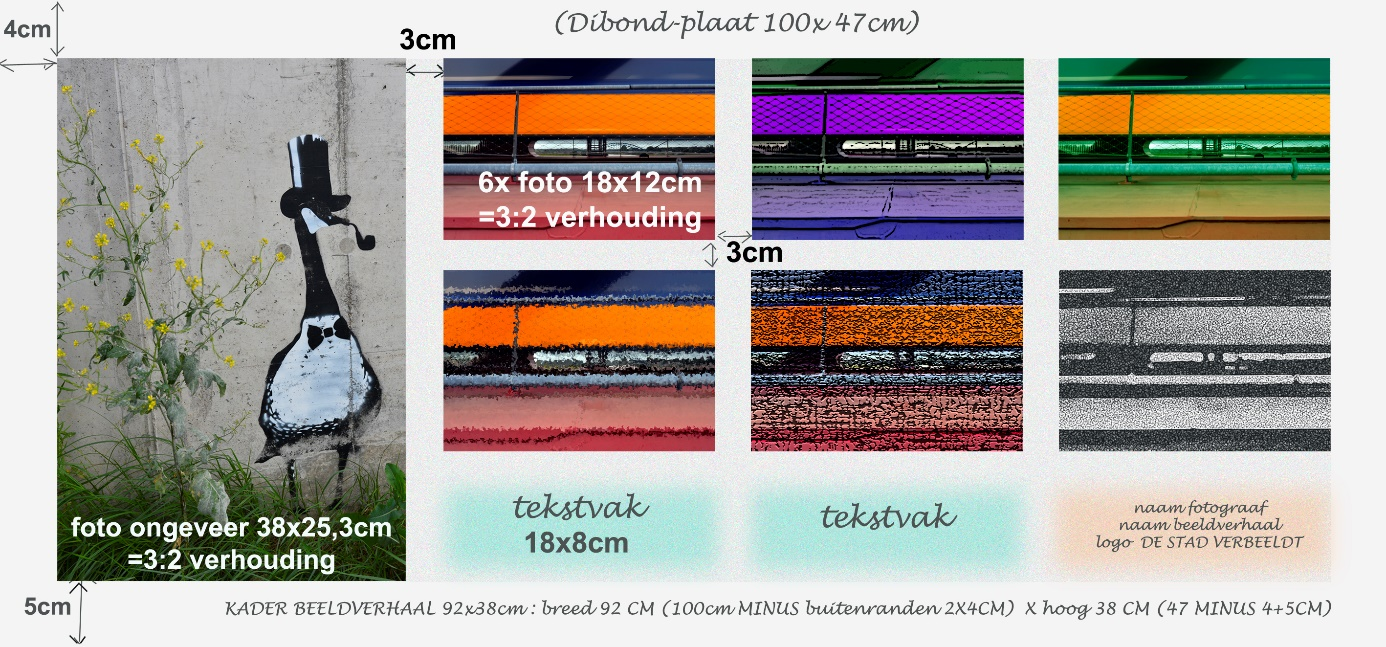 (Dibond-plaat 100x 47cm)
4cm
3cm
6x foto 18x12cm
=3:2 verhouding
3cm
foto ongeveer 38x25,3cm
=3:2 verhouding
tekstvak
18x8cm
tekstvak
naam fotograaf
naam beeldverhaal
logo DE STAD VERBEELDT
5cm
KADER BEELDVERHAAL 92x38cm : breed 92 CM (100cm MINUS buitenranden 2X4CM) X hoog 38 CM (47 MINUS 4+5CM)